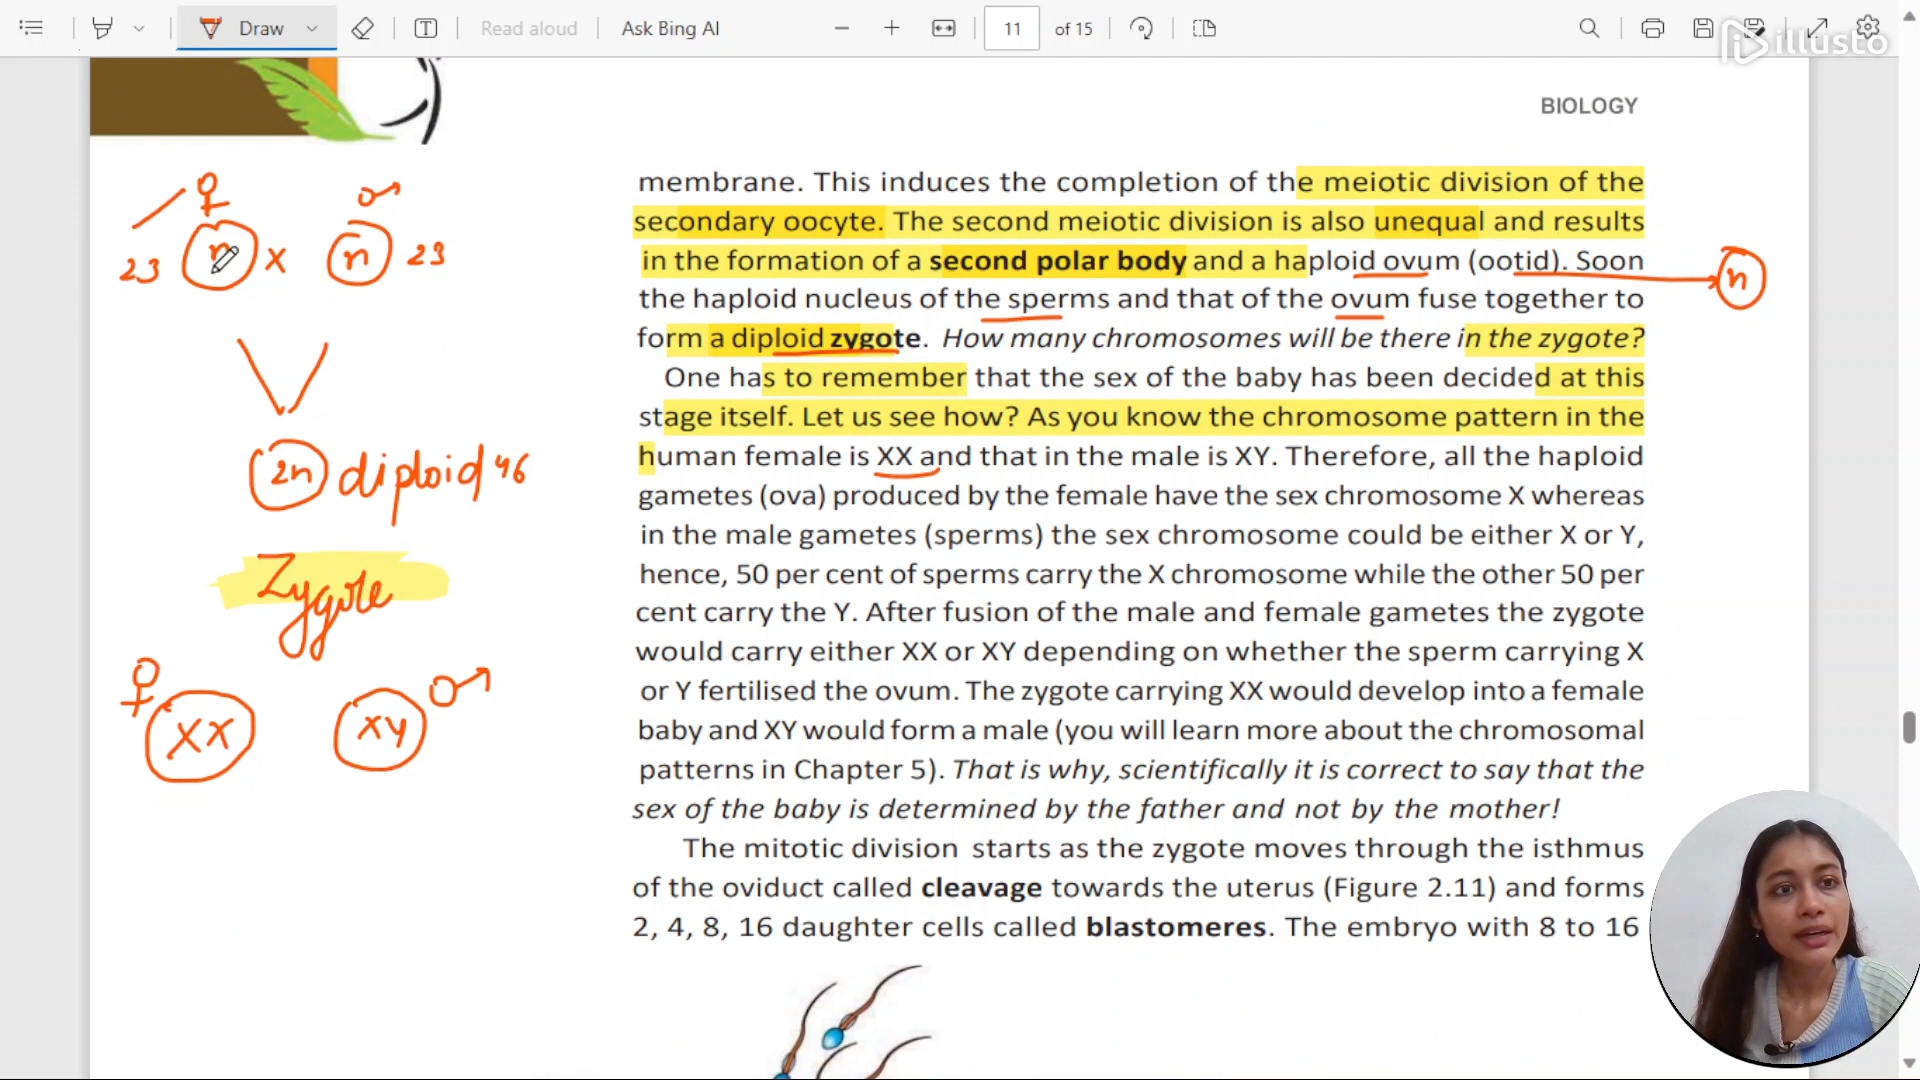 Draw
Read aloud
Ask Bing AI
11 of 15
illusto
BIOLOGY
membrane. This induces the completion of the meiotic division of the
secondary oocyte. The second meiotic division is also unequal and results
in the formation of a second polar body and a haploid ovum (ootid). Soon
the haploid nucleus of the sperms and that of the ovum fuse together to
form a diploid zygote. How many chromosomes will be there in the zygote?
One has to remember that the sex of the baby has been decided at this
stage itself. Let us see how? As you know the chromosome pattern in the
human female is XX and that in the male is XY. Therefore, all the haploid
gametes (ova) produced by the female have the sex chromosome X whereas
in the male gametes (sperms) the sex chromosome could be either X or Y,
hence, 50 per cent of sperms carry the X chromosome while the other 50 per
cent carry the Y. After fusion of the male and female gametes the zygote
would carry either XX or XY depending on whether the sperm carrying X
or Y fertilised the ovum. The zygote carrying XX would develop into a female
baby and XY would form a male (you will learn more about the chromosomal
patterns in Chapter 5). That is why, scientifically it is correct to say that the
sex of the baby is determined by the father and not by the mother!
The mitotic division starts as the zygote moves through the isthmus
of the oviduct called cleavage towards the uterus (Figure 2.11) and forms
2, 4, 8, 16 daughter cells called blastomeres. The embryo with 8 to 16
n
♀ ♂
23 n x n 23
2n diploid 46
Zygote
♀ ♂
XX XY